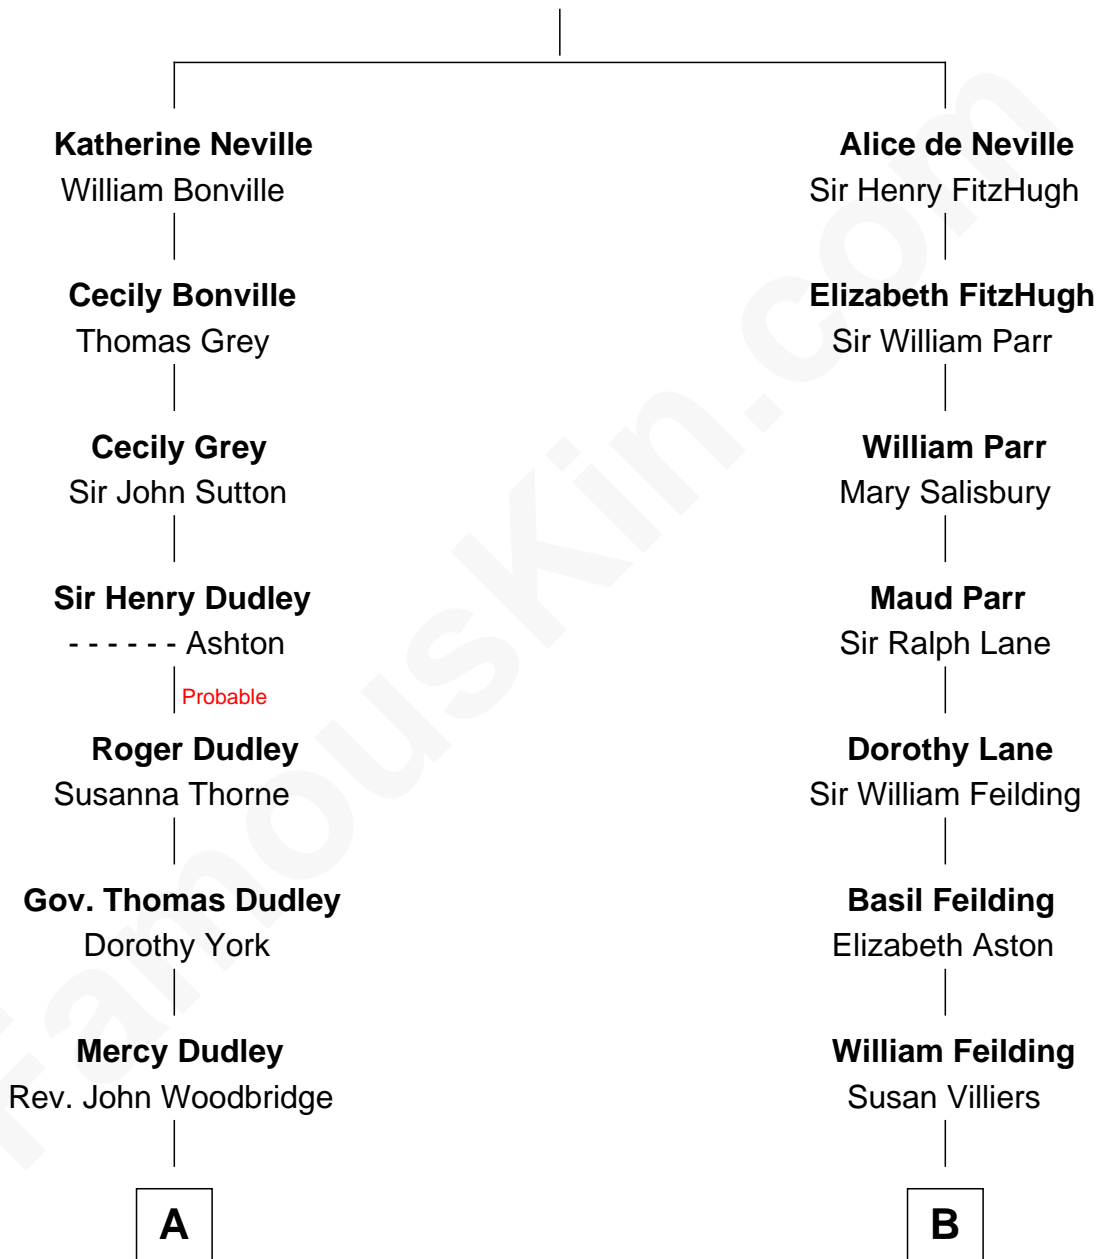 Katherine Neville
William Bonville
Cecily Bonville
Thomas Grey
Cecily Grey
Sir John Sutton
Sir Henry Dudley
- - - - - - Ashton
Probable
Roger Dudley
Susanna Thorne
Gov. Thomas Dudley
Dorothy York
Mercy Dudley
Rev. John Woodbridge
A
Alice de Neville
Sir Henry FitzHugh
Elizabeth FitzHugh
Sir William Parr
William Parr
Mary Salisbury
Maud Parr
Sir Ralph Lane
Dorothy Lane
Sir William Feilding
Basil Feilding
Elizabeth Aston
William Feilding
Susan Villiers
B
FamousKin.com